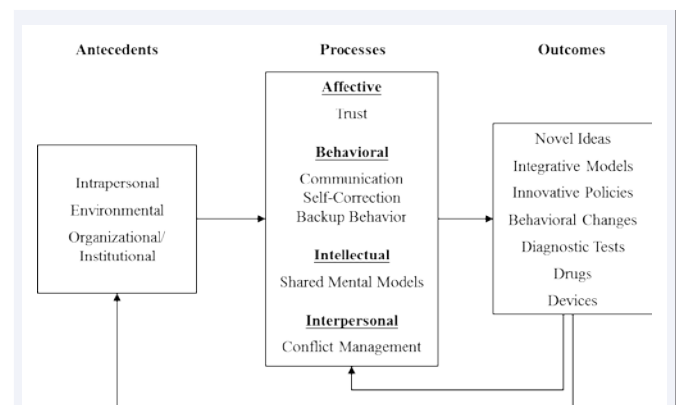 Antecedents
Processes
Outcomes
Intrapersonal
Environmental
Organizational/
Institutional
Affective
Trust
Behavioral
Communication
Self-Correction
Backup Behavior
Intellectual
Shared Mental Models
Interpersonal
Conflict Management
Novel Ideas
Integrative Models
Innovative Policies
Behavioral Changes
Diagnostic Tests
Drugs
Devices